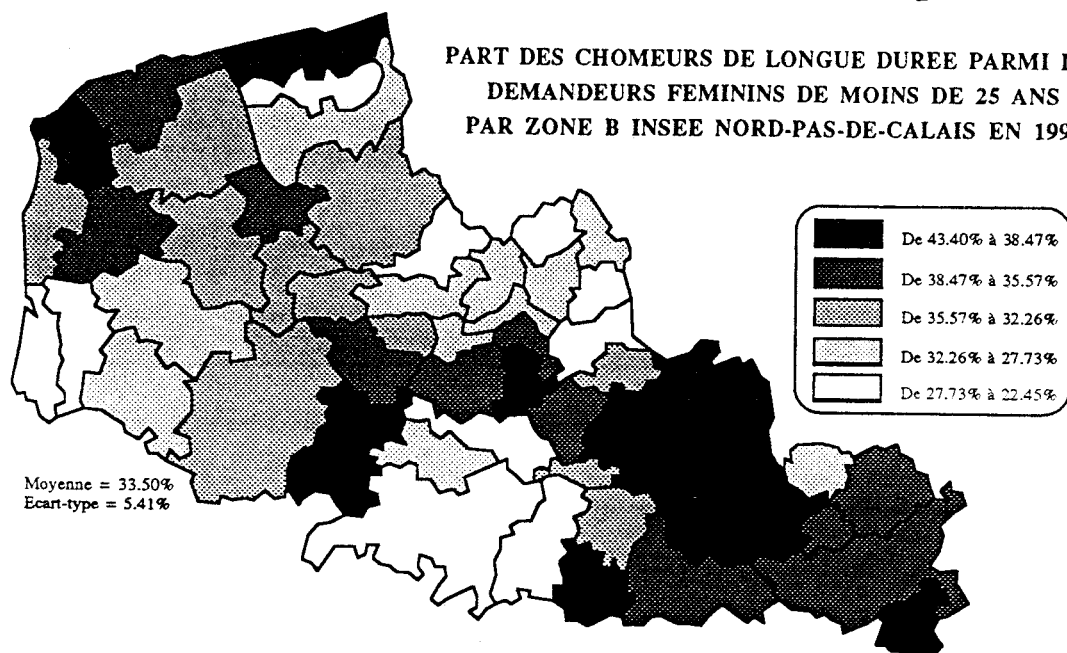 PART DES CHOMEURS DE LONGUE DUREE PARMI
DEMANDEURS FEMININS DE MOINS DE 25 ANS
PAR ZONE B INSEE NORD-PAS-DE-CALAIS EN 199
De 43.40% à 38.47%
De 38.47% à 35.57%
De 35.57% à 32.26%
De 32.26% à 27.73%
De 27.73% à 22.45%
Moyenne = 33.50%
Ecart-type = 5.41%